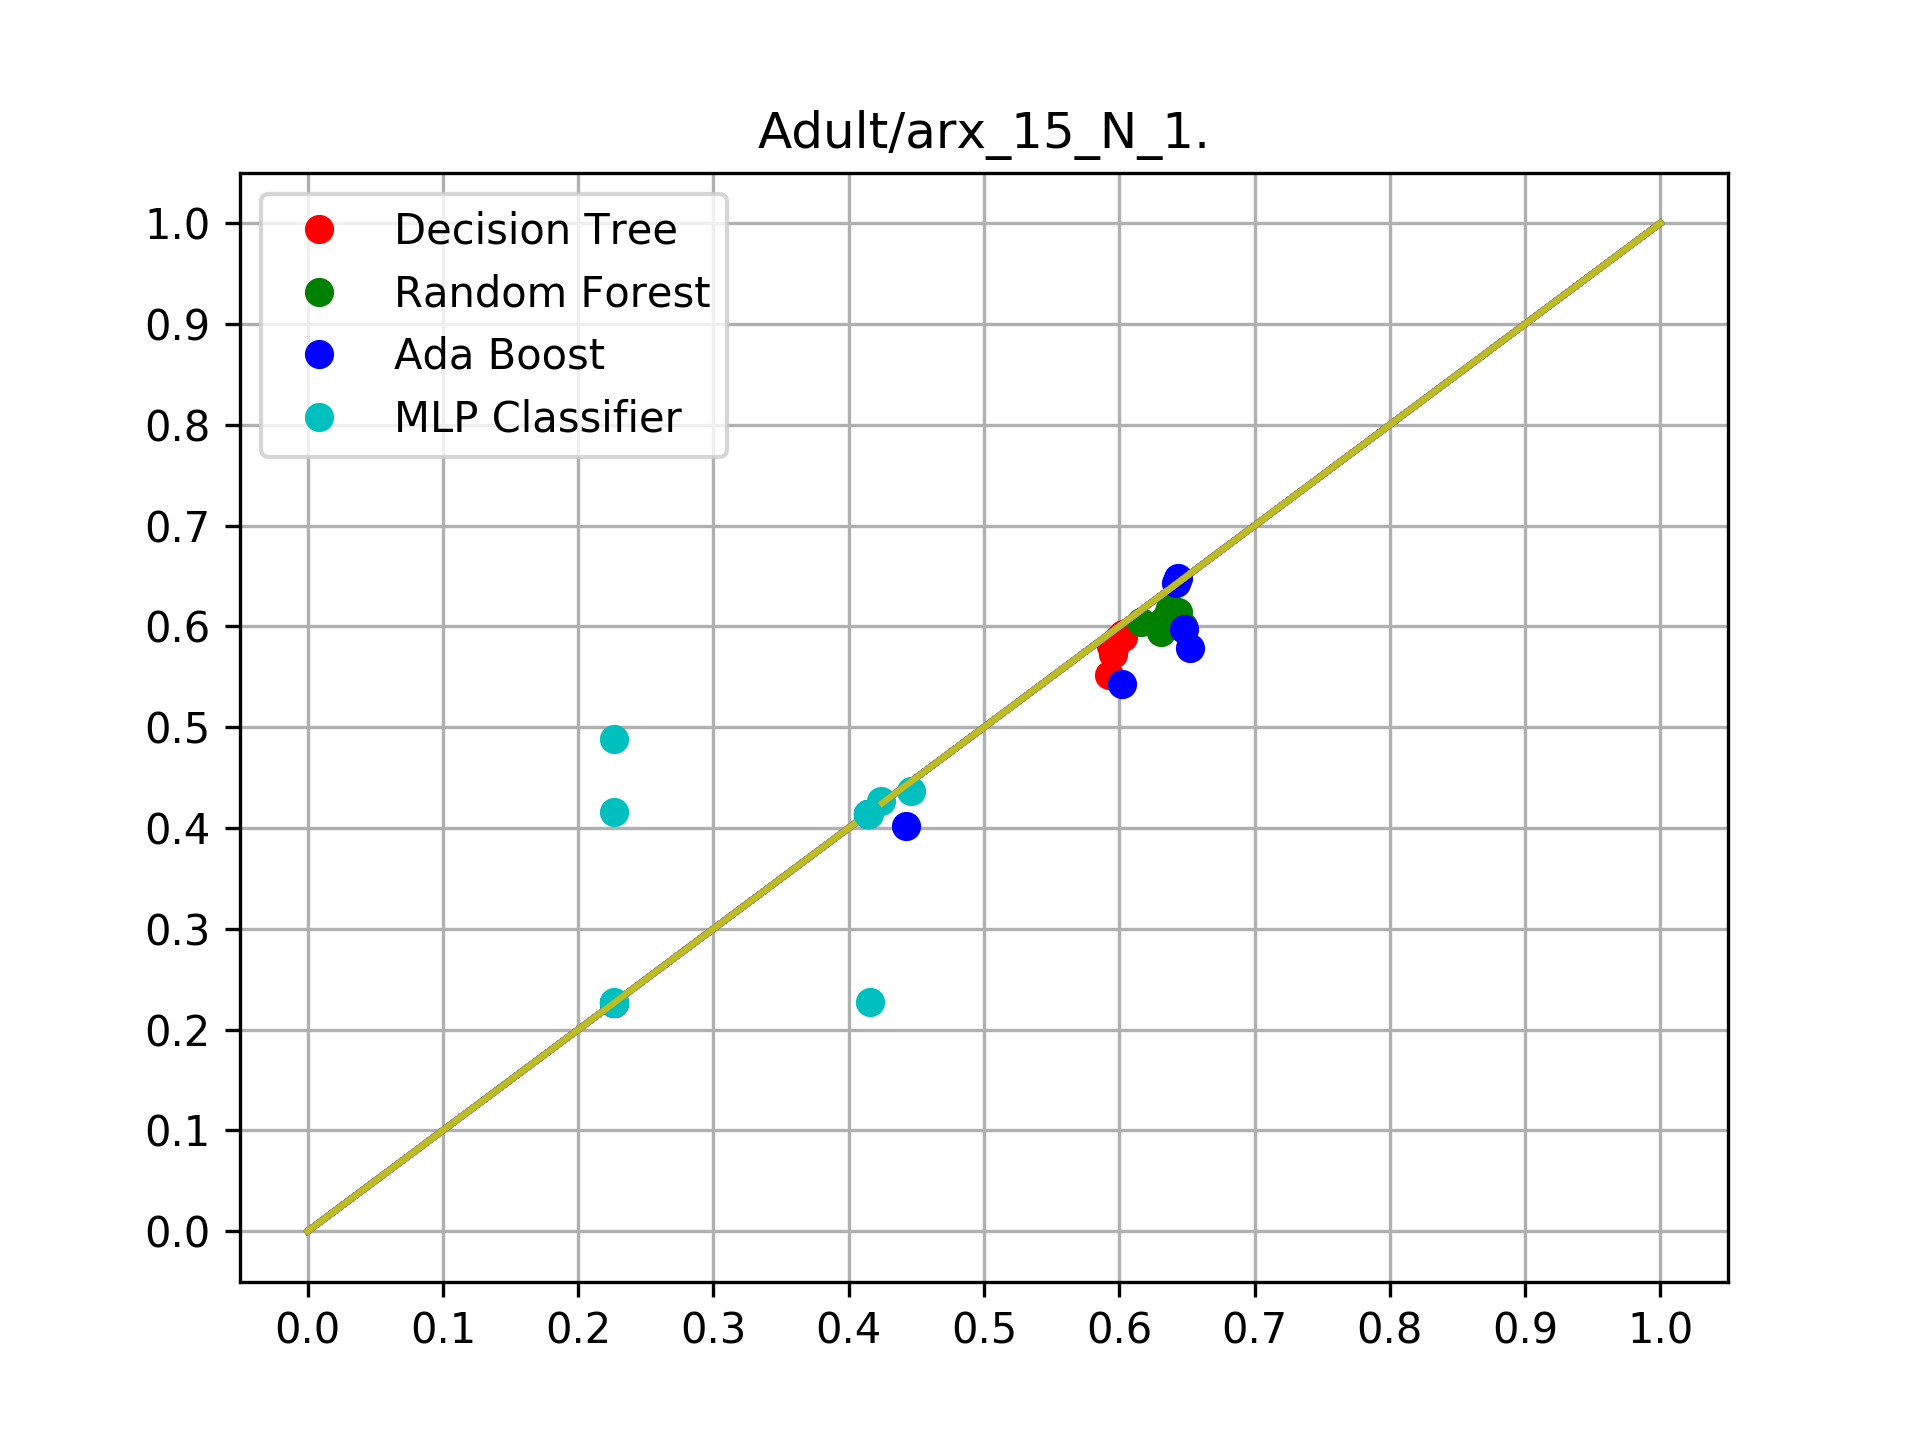 Adult/arx_15_N_1.
Decision Tree
Random Forest
Ada Boost
MLP Classifier
1.0
0.9
0.8
0.7
0.6
0.5
0.4
0.3
0.2
0.1
0.0
0.0 0.1 0.2 0.3 0.4 0.5 0.6 0.7 0.8 0.9 1.0